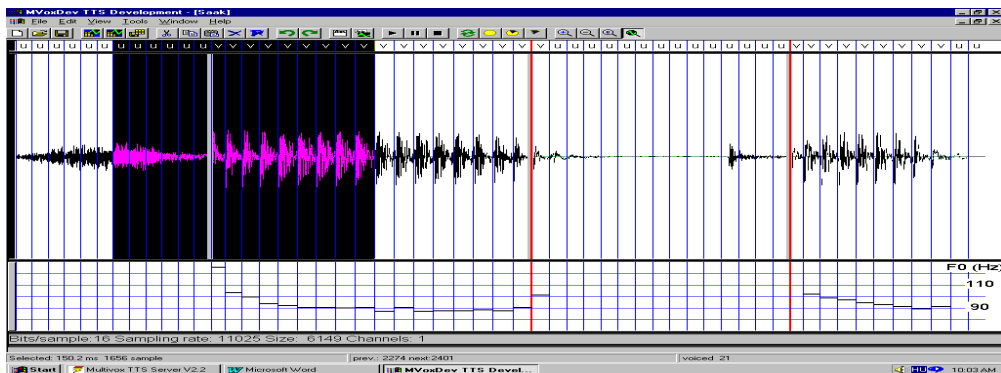 MVoxDev TTS Development - [Saak]
File Edit View Tools Window Help
u u u u u u u u u u u u v v v v v v v v v v v v v v v v v v v v u u u u u u u u u u u u u u u v v v v v v v v v v u u
F0 (Hz)
110
90
Bits/sample: 16 Sampling rate: 11025 Size: 6149 Channels: 1
Selected: 150.2 ms 1656 sample prev.: 2274 next:2401 voiced 21
Start Multivox TTS Server V2.2 Microsoft Word MVoxDev TTS Devel... HU 10:03 AM